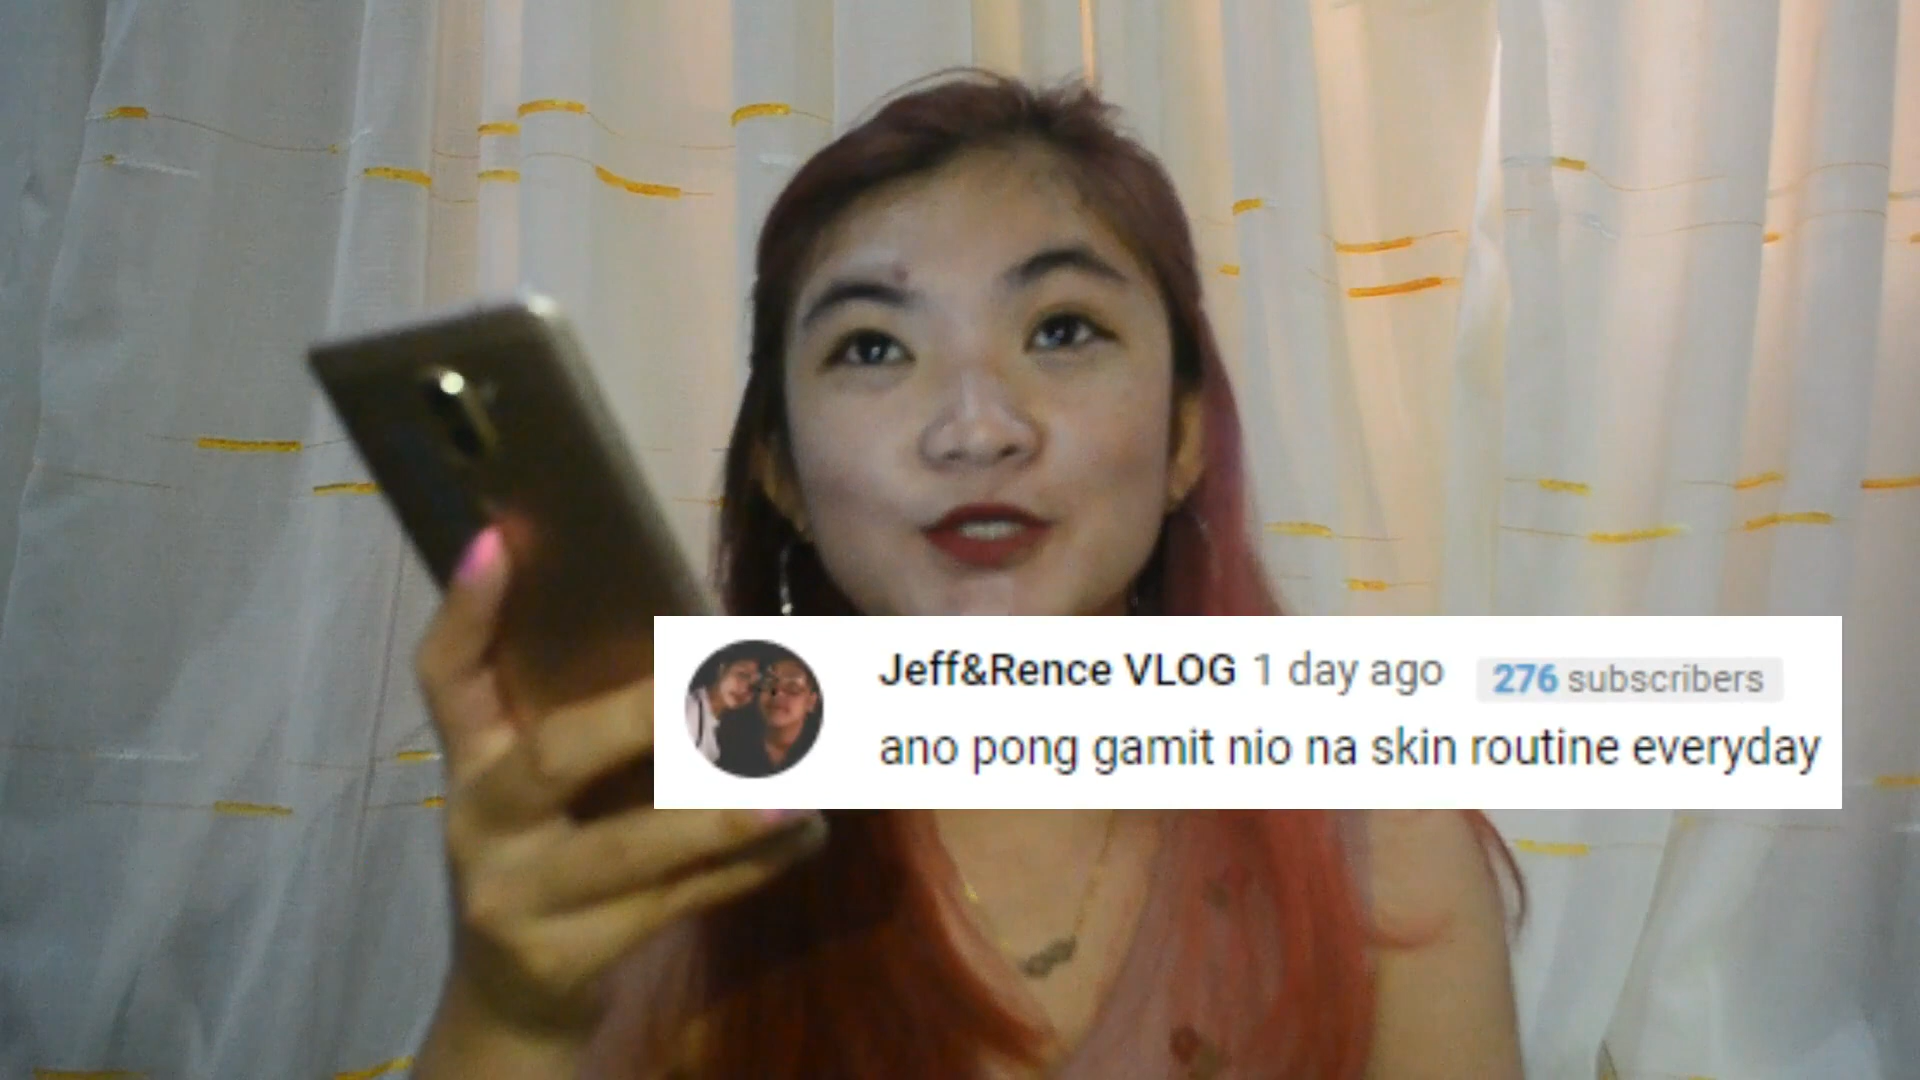 Jeff&Rence VLOG 1 day ago 276 subscribers
ano pong gamit nio na skin routine everyday